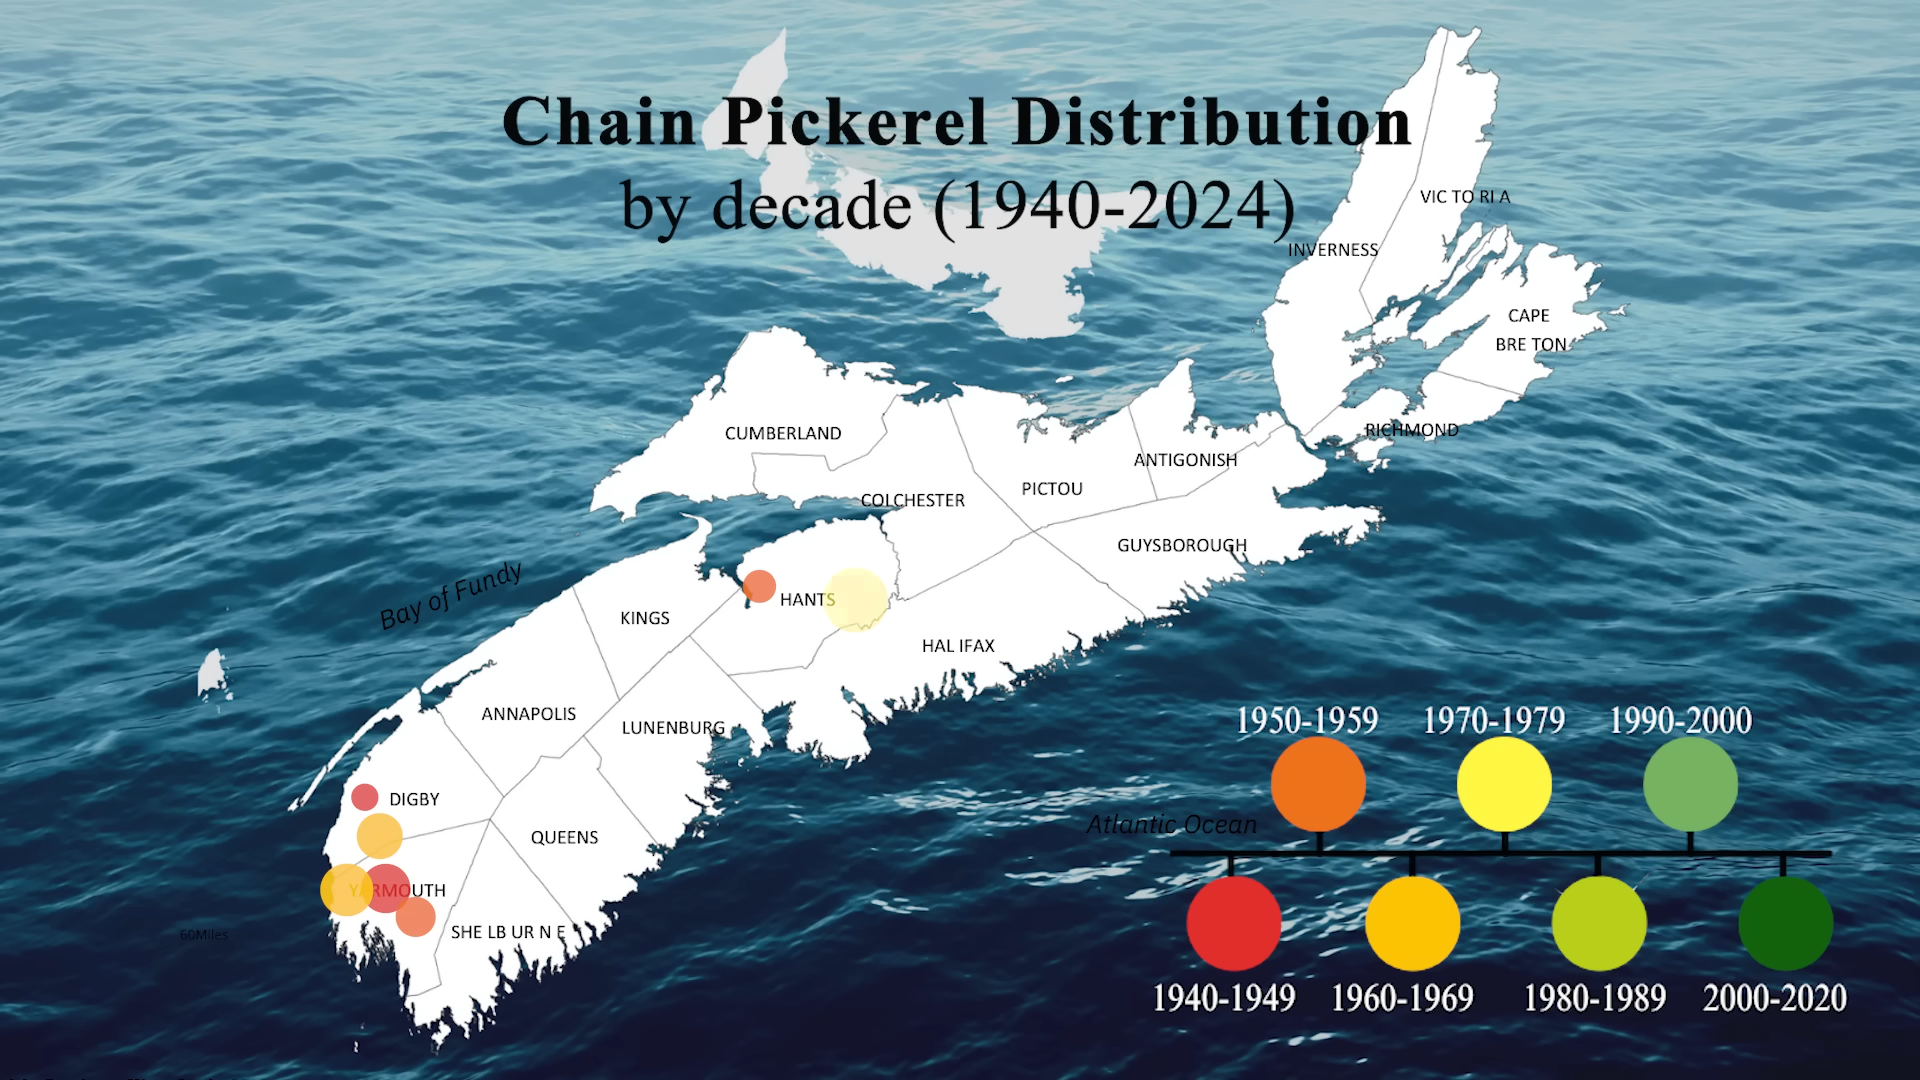 Chain Pickerel Distribution
by decade (1940-2024)
VIC TO RI A
INVERNESS
CAPE
BRE TON
RICHMOND
CUMBERLAND
ANTIGONISH
COLCHESTER
PICTOU
GUYSBOROUGH
Bay of Fundy
HANTS
KINGS
HAL IFAX
ANNAPOLIS
LUNENBURG
DIGBY
QUEENS
YARMOUTH
SHE LB UR N E
60Miles
Atlantic Ocean
1950-1959 1970-1979 1990-2000
1940-1949 1960-1969 1980-1989 2000-2020